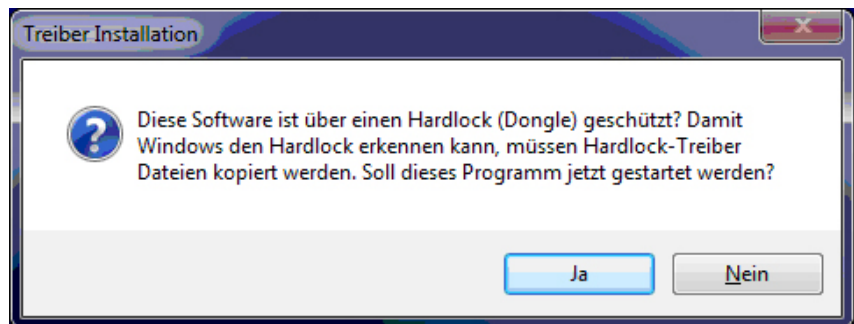 Treiber Installation
Diese Software ist über einen Hardlock (Dongle) geschützt? Damit
Windows den Hardlock erkennen kann, müssen Hardlock-Treiber
Dateien kopiert werden. Soll dieses Programm jetzt gestartet werden?
Ja
Nein